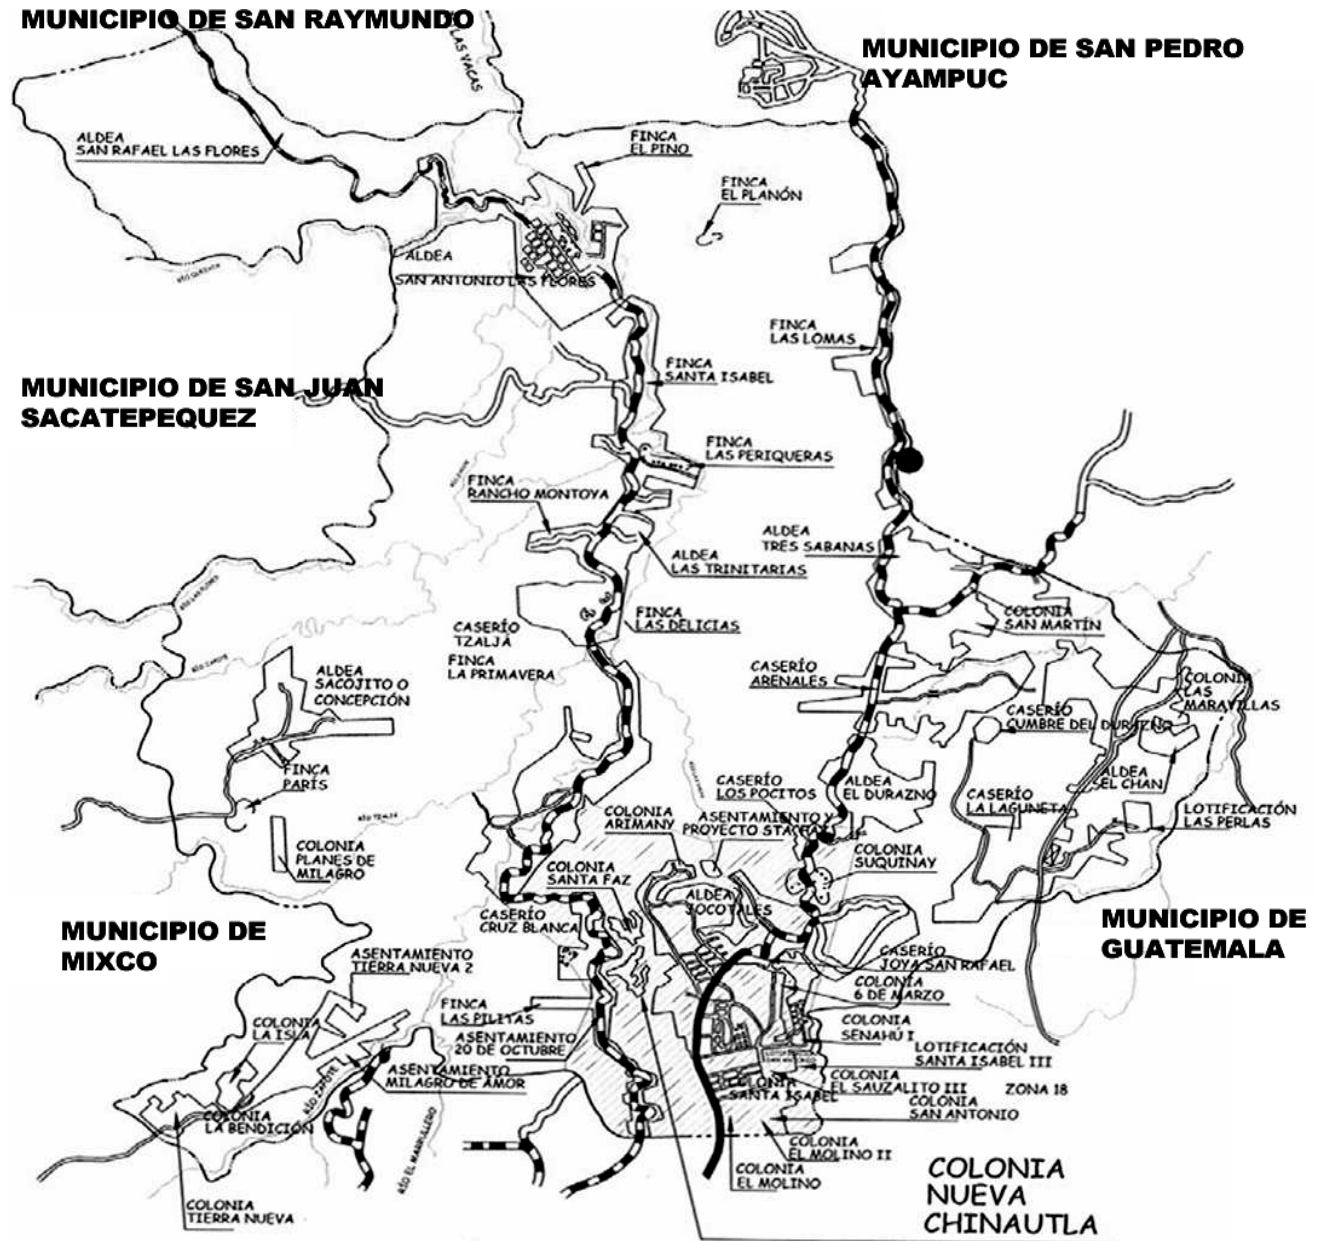 MUNICIPIO DE SAN RAYMUNDO
LAS VACAS
MUNICIPIO DE SAN PEDRO
AYAMPUC
ALDEA
SAN RAFAEL LAS FLORES
FINCA
EL PINO
FINCA
EL PLANÓN
ALDEA
SAN ANTONIO LAS FLORES
FINCA
LAS LOMAS
FINCA
SANTA ISABEL
MUNICIPIO DE SAN JUAN
SACATEPEQUEZ
FINCA
LAS PERIQUERAS
FINCA
RANCHO MONTOYA
ALDEA
TRES SABANAS
ALDEA
LAS TRINITARIAS
FINCA
LAS DELICIAS
COLONIA
SAN MARTÍN
CASERÍO
TZALJÁ
FINCA
LA PRIMAVERA
ALDEA
SACOJITO O
CONCEPCIÓN
CASERÍO
ARENALES
COLONIA
LAS
MARAVILLAS
CASERÍO
CUMBRE DEL DURAZNO
FINCA
PARÍS
CASERÍO
LOS POCITOS
ALDEA
EL DURAZNO
ALDEA
EL CHAN
CASERÍO
LA LAGUNETA
LOTIFICACIÓN
LAS PERLAS
COLONIA
ARIMANY
ASENTAMIENTO Y
PROYECTO
COLONIA
PLANES DE
MILAGRO
COLONIA
SANTA FAZ
COLONIA
SUQUINAY
ALDEA
JOCOTALES
CASERÍO
CRUZ BLANCA
MUNICIPIO DE
MIXCO
MUNICIPIO DE
GUATEMALA
ASENTAMIENTO
TIERRA NUEVA 2
CASERÍO
JOYA SAN RAFAEL
COLONIA
6 DE MARZO
FINCA
LAS PILITAS
COLONIA
LA ISLA
COLONIA
SENAHÚ I
ASENTAMIENTO
20 DE OCTUBRE
LOTIFICACIÓN
SANTA ISABEL III
ASENTAMIENTO
MILAGRO DE AMOR
COLONIA
EL SAUZALITO III
ZONA 18
COLONIA
SANTA ISABEL
COLONIA
SAN ANTONIO
RÍO ZAPOTE
COLONIA
LA BENDICIÓN
COLONIA
EL MOLINO II
COLONIA
EL MOLINO
COLONIA
TIERRA NUEVA
COLONIA
NUEVA
CHINAUTLA